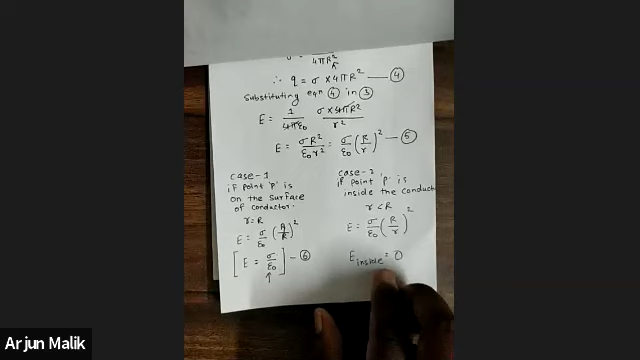 σ = / 4πR²
∴ q = σ × 4πR² —— ④
Substituting eqn ④ in ③
E = 1/4πε₀ σ × 4πR²/r²
E = σR²/ε₀r² = σ/ε₀ (R/r)² —— ⑤
case-1
if point 'p' is
on the surface
of conductor.
r=R
E = σ/ε₀ (R/R)²
[E = σ/ε₀] — ⑥
↑
case-2
if point 'p' is
inside the conduct
r < R
E = σ/ε₀ (R/r)²
E inside = 0
Arjun Malik